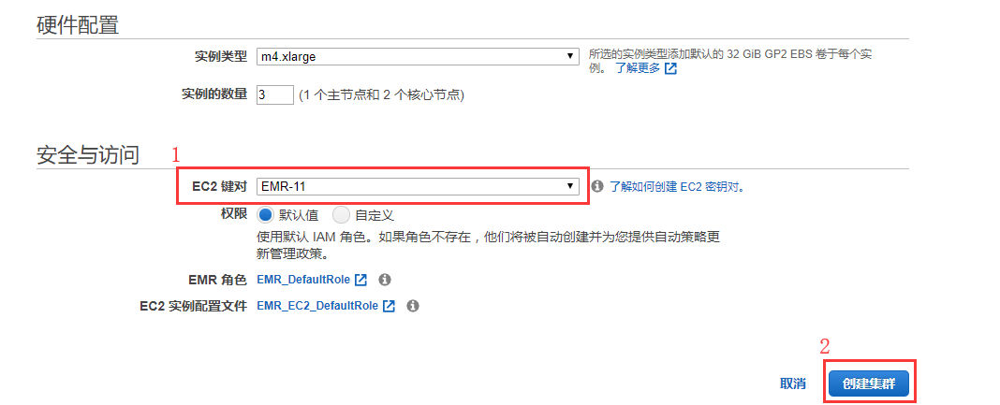 硬件配置
实例类型 m4.xlarge 所选的实例类型添加默认的 32 GiB GP2 EBS 卷于每个实
例。 了解更多
实例的数量 3 (1 个主节点和 2 个核心节点)
安全与访问 1
EC2 键对 EMR-11 了解如何创建 EC2 密钥对。
权限 默认值 自定义
使用默认 IAM 角色。如果角色不存在，他们将被自动创建并为您提供自动策略更
新管理政策。
EMR 角色 EMR_DefaultRole
EC2 实例配置文件 EMR_EC2_DefaultRole
2
取消 创建集群